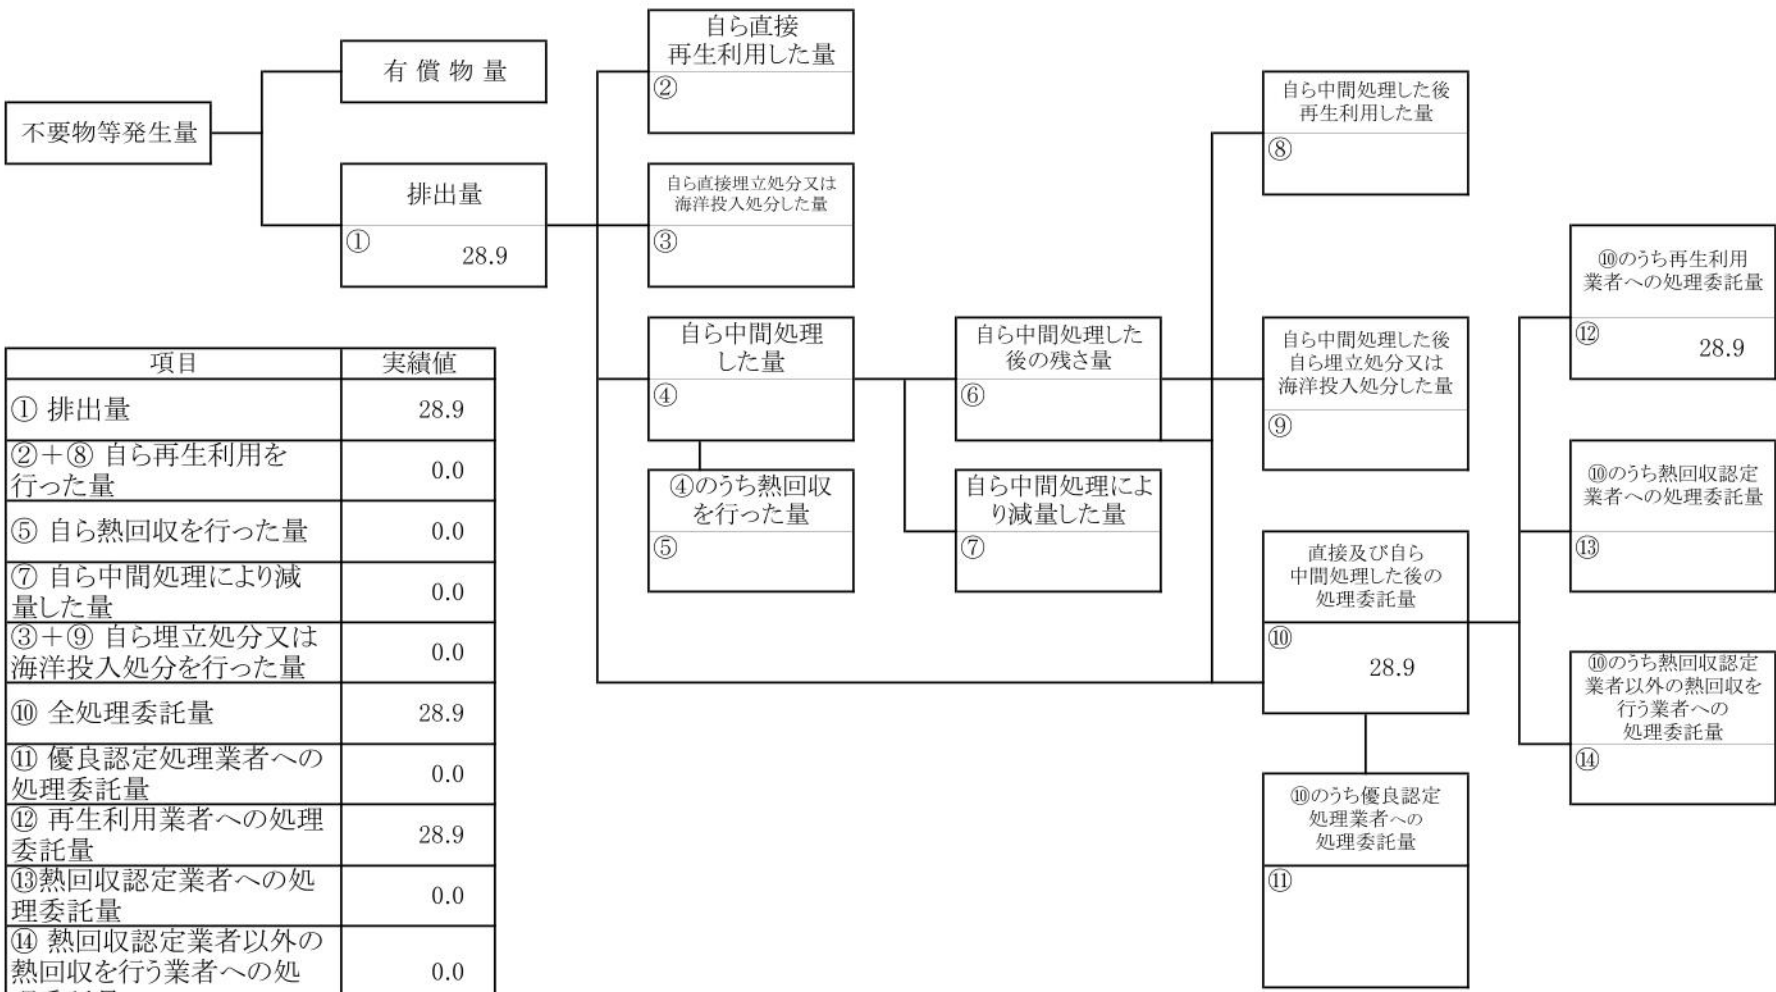 不要物等発生量
有償物量
排出量
①
28.9
自ら直接
再生利用した量
②
自ら直接埋立処分又は
海洋投入処分した量
③
自ら中間処理
した量
④
④のうち熱回収
を行った量
⑤
自ら中間処理した
後の残さ量
⑥
自ら中間処理によ
り減量した量
⑦
自ら中間処理した後
再生利用した量
⑧
自ら中間処理した後
自ら埋立処分又は
海洋投入処分した量
⑨
直接及び自ら
中間処理した後の
処理委託量
⑩
28.9
⑩のうち優良認定
処理業者への
処理委託量
⑪
⑩のうち再生利用
業者への処理委託量
⑫
28.9
⑩のうち熱回収認定
業者への処理委託量
⑬
⑩のうち熱回収認定
業者以外の熱回収を
行う業者への
処理委託量
⑭
項目 実績値
① 排出量 28.9
②＋⑧ 自ら再生利用を
行った量 0.0
⑤ 自ら熱回収を行った量 0.0
⑦ 自ら中間処理により減
量した量 0.0
③＋⑨ 自ら埋立処分又は
海洋投入処分を行った量 0.0
⑩ 全処理委託量 28.9
⑪ 優良認定処理業者への
処理委託量 0.0
⑫ 再生利用業者への処理
委託量 28.9
⑬熱回収認定業者への処
理委託量 0.0
⑭ 熱回収認定業者以外の
熱回収を行う業者への処 0.0